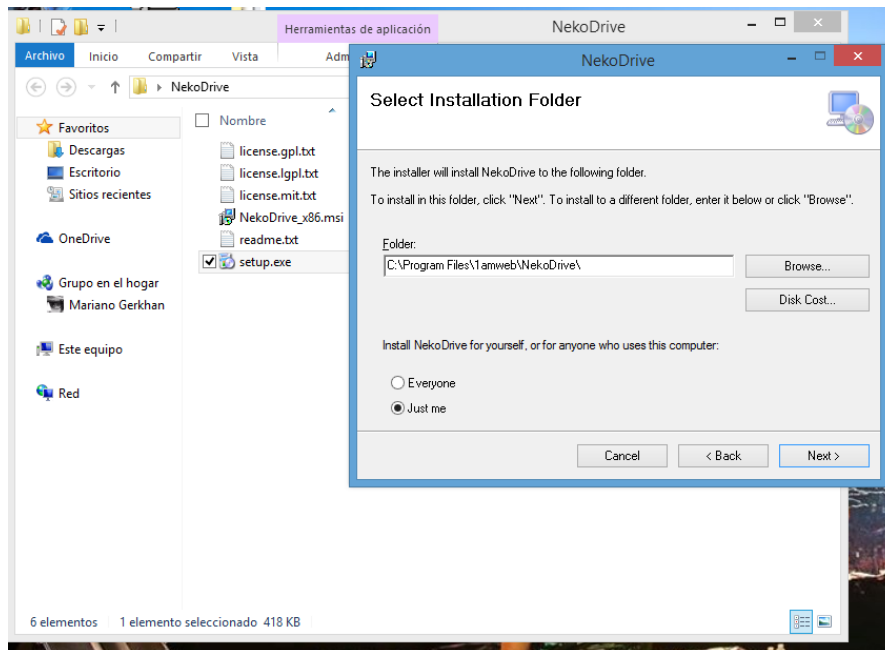 Herramientas de aplicación
NekoDrive
Archivo
Inicio
Compartir
Vista
Adm
NekoDrive
NekoDrive
Select Installation Folder
The installer will install NekoDrive to the following folder.
To install in this folder, click "Next". To install to a different folder, enter it below or click "Browse".
Folder:
C:\Program Files\1amweb\NekoDrive\
Browse...
Disk Cost...
Install NekoDrive for yourself, or for anyone who uses this computer:
Everyone
Just me
Cancel
< Back
Next >
Favoritos
Descargas
Escritorio
Sitios recientes
OneDrive
Grupo en el hogar
Mariano Gerkhan
Este equipo
Red
Nombre
license.gpl.txt
license.lgpl.txt
license.mit.txt
NekoDrive_x86.msi
readme.txt
setup.exe
6 elementos
1 elemento seleccionado 418 KB